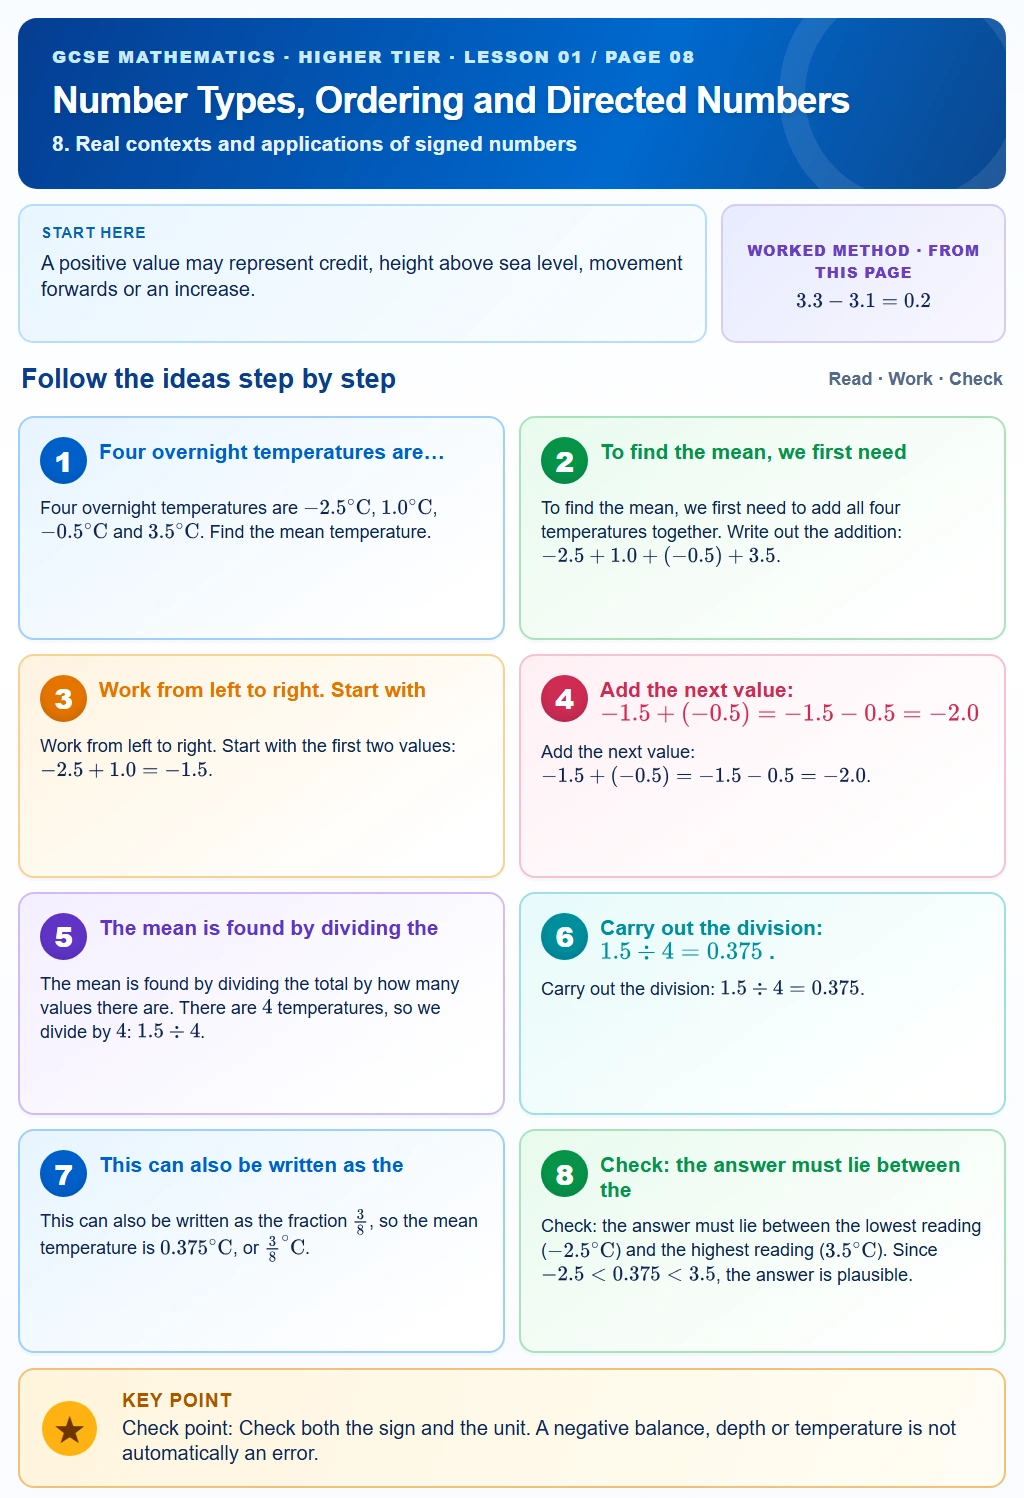 GCSE MATHEMATICS · HIGHER TIER · LESSON 01 / PAGE 08
Number Types, Ordering and Directed Numbers
8. Real contexts and applications of signed numbers
START HERE
A positive value may represent credit, height above sea level, movement
forwards or an increase.
WORKED METHOD · FROM
THIS PAGE
3.3 − 3.1 = 0.2
Follow the ideas step by step
Read · Work · Check
1
Four overnight temperatures are…
Four overnight temperatures are −2.5°C, 1.0°C,
−0.5°C and 3.5°C. Find the mean temperature.
2
To find the mean, we first need
To find the mean, we first need to add all four
temperatures together. Write out the addition:
−2.5 + 1.0 + (−0.5) + 3.5.
3
Work from left to right. Start with
Work from left to right. Start with the first two values:
−2.5 + 1.0 = −1.5.
4
Add the next value:
−1.5 + (−0.5) = −1.5 − 0.5 = −2.0
Add the next value:
−1.5 + (−0.5) = −1.5 − 0.5 = −2.0.
5
The mean is found by dividing the
The mean is found by dividing the total by how many
values there are. There are 4 temperatures, so we
divide by 4: 1.5 ÷ 4.
6
Carry out the division:
1.5 ÷ 4 = 0.375 .
Carry out the division: 1.5 ÷ 4 = 0.375.
7
This can also be written as the
This can also be written as the fraction 3/8, so the mean
temperature is 0.375°C, or 3/8°C.
8
Check: the answer must lie between
the
Check: the answer must lie between the lowest reading
(−2.5°C) and the highest reading (3.5°C). Since
−2.5 < 0.375 < 3.5, the answer is plausible.
KEY POINT
Check point: Check both the sign and the unit. A negative balance, depth or temperature is not
automatically an error.